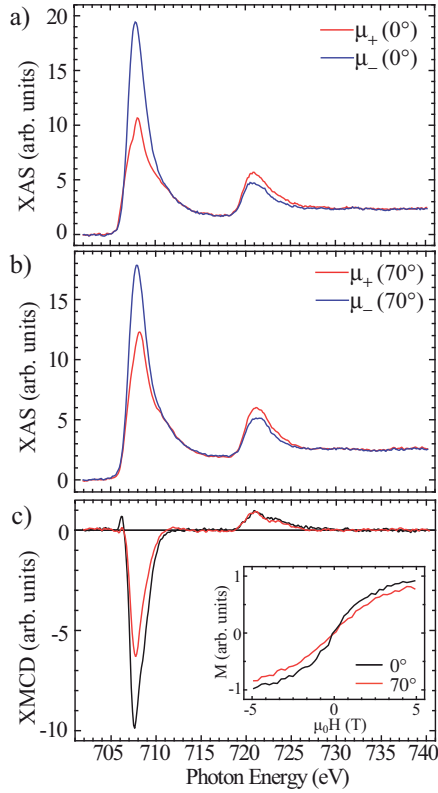 a)
20
15
10
5
0
XAS (arb. units)
μ+ (0°)
μ− (0°)
b)
15
10
5
0
XAS (arb. units)
μ+ (70°)
μ− (70°)
c)
0
-5
-10
XMCD (arb. units)
1
0
-1
M (arb. units)
0°
70°
-5 0 5
μ0H (T)
705 710 715 720 725 730 735 740
Photon Energy (eV)